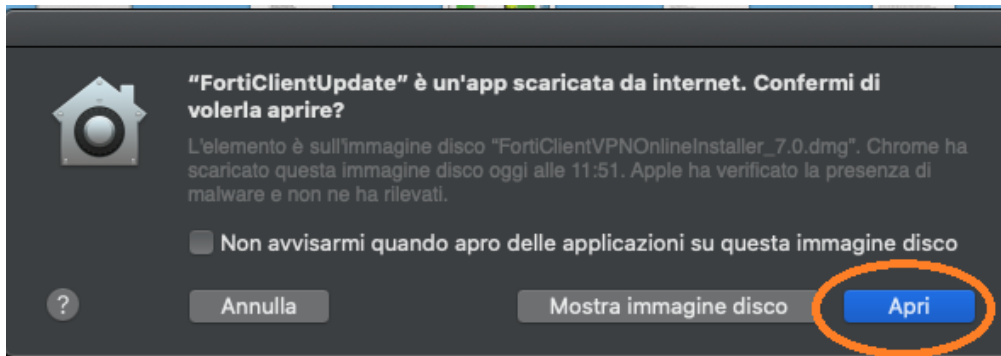 “FortiClientUpdate” è un'app scaricata da internet. Confermi di
volerla aprire?
L'elemento è sull'immagine disco “FortiClientVPNOnlineInstaller_7.0.dmg”. Chrome ha
scaricato questa immagine disco oggi alle 11:51. Apple ha verificato la presenza di
malware e non ne ha rilevati.
Non avvisarmi quando apro delle applicazioni su questa immagine disco
? Annulla Mostra immagine disco Apri